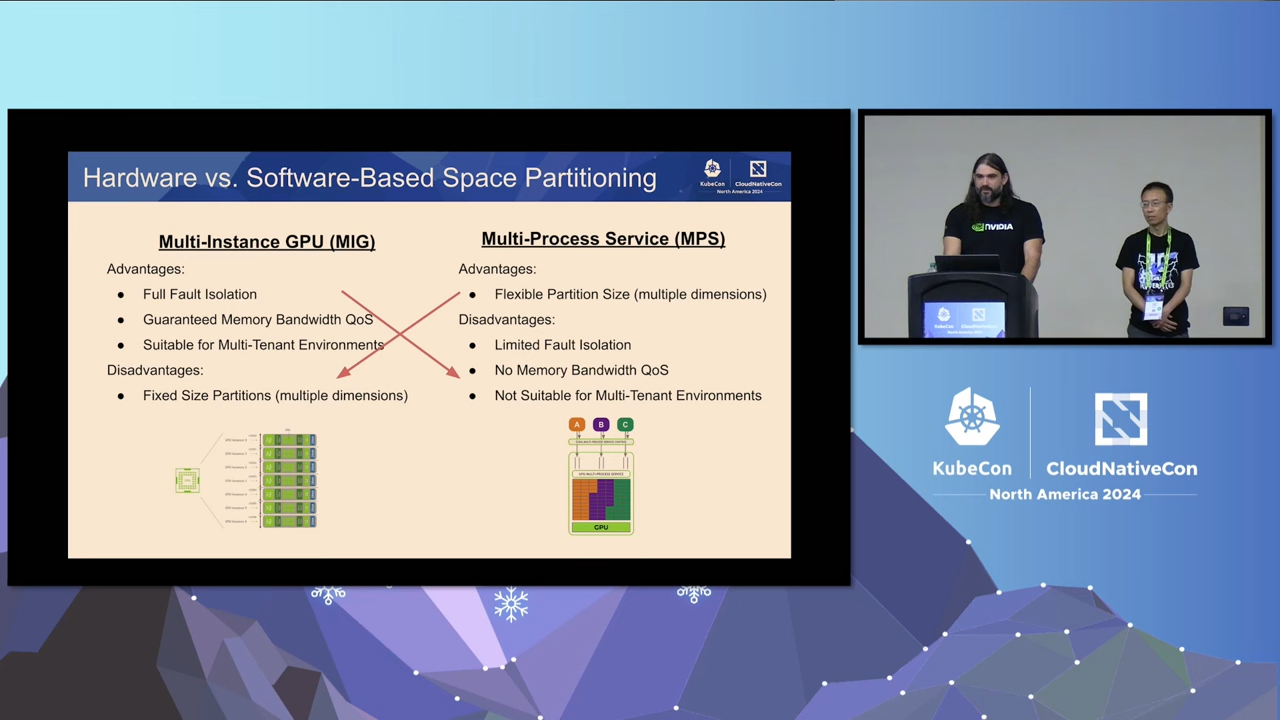 Hardware vs. Software-Based Space Partitioning
KubeCon
CloudNativeCon
North America 2024
Multi-Instance GPU (MIG)
Advantages:
● Full Fault Isolation
● Guaranteed Memory Bandwidth QoS
● Suitable for Multi-Tenant Environments
Disadvantages:
● Fixed Size Partitions (multiple dimensions)
Multi-Process Service (MPS)
Advantages:
● Flexible Partition Size (multiple dimensions)
Disadvantages:
● Limited Fault Isolation
● No Memory Bandwidth QoS
● Not Suitable for Multi-Tenant Environments
A B C
GPU
NVIDIA
KubeCon
CloudNativeCon
North America 2024